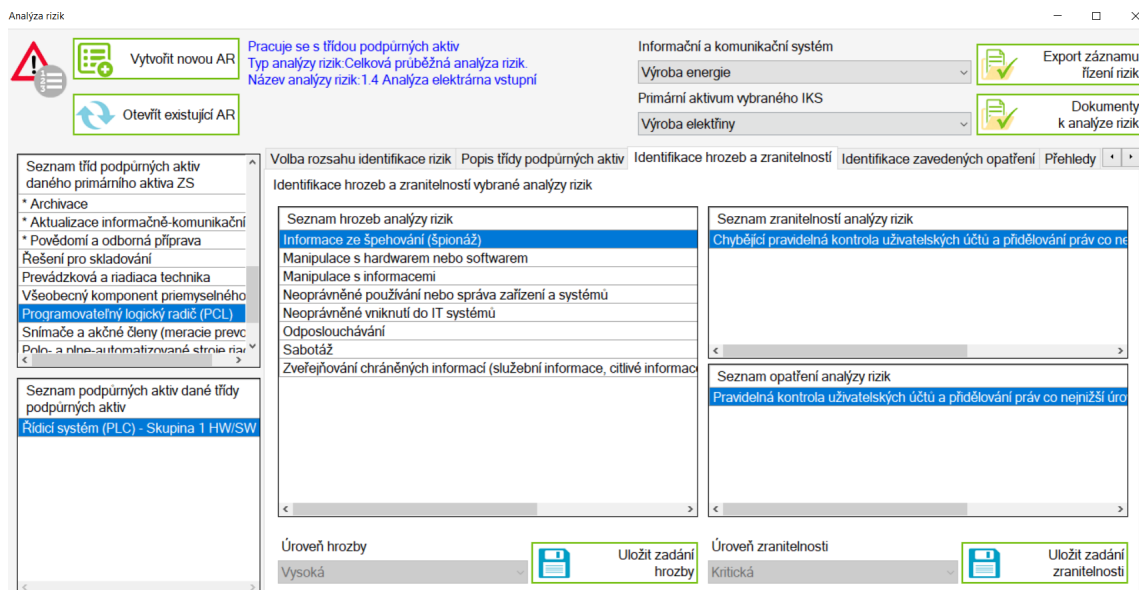 Analýza rizik
Vytvořit novou AR
Otevřít existující AR
Pracuje se s třídou podpůrných aktiv
Typ analýzy rizik:Celková průběžná analýza rizik.
Název analýzy rizik:1.4 Analýza elektrárna vstupní
Informační a komunikační systém
Výroba energie
Primární aktivum vybraného IKS
Výroba elektřiny
Export záznamu
řízení rizik
Dokumenty
k analýze rizik
Seznam tříd podpůrných aktiv
daného primárního aktiva ZS
* Archivace
* Aktualizace informačně-komunikační
* Povědomí a odborná příprava
Řešení pro skladování
Prevádzková a riadiaca technika
Všeobecný komponent priemyselného
Programovateľný logický radič (PCL)
Snímače a akčné členy (meracie prevo
Polo- a plne-automatizované stroje riad
Seznam podpůrných aktiv dané třídy
podpůrných aktiv
Řídicí systém (PLC) - Skupina 1 HW/SW
Volba rozsahu identifikace rizik
Popis třídy podpůrných aktiv
Identifikace hrozeb a zranitelností
Identifikace zavedených opatření
Přehledy
Identifikace hrozeb a zranitelností vybrané analýzy rizik
Seznam hrozeb analýzy rizik
Informace ze špehování (špionáž)
Manipulace s hardwarem nebo softwarem
Manipulace s informacemi
Neoprávněné používání nebo správa zařízení a systémů
Neoprávněné vniknutí do IT systémů
Odposlouchávání
Sabotáž
Zveřejňování chráněných informací (služební informace, citlivé informac
Seznam zranitelností analýzy rizik
Chybějící pravidelná kontrola uživatelských účtů a přidělování práv co ne
Seznam opatření analýzy rizik
Pravidelná kontrola uživatelských účtů a přidělování práv co nejnižší úro
Úroveň hrozby
Vysoká
Uložit zadání
hrozby
Úroveň zranitelnosti
Kritická
Uložit zadání
zranitelnosti